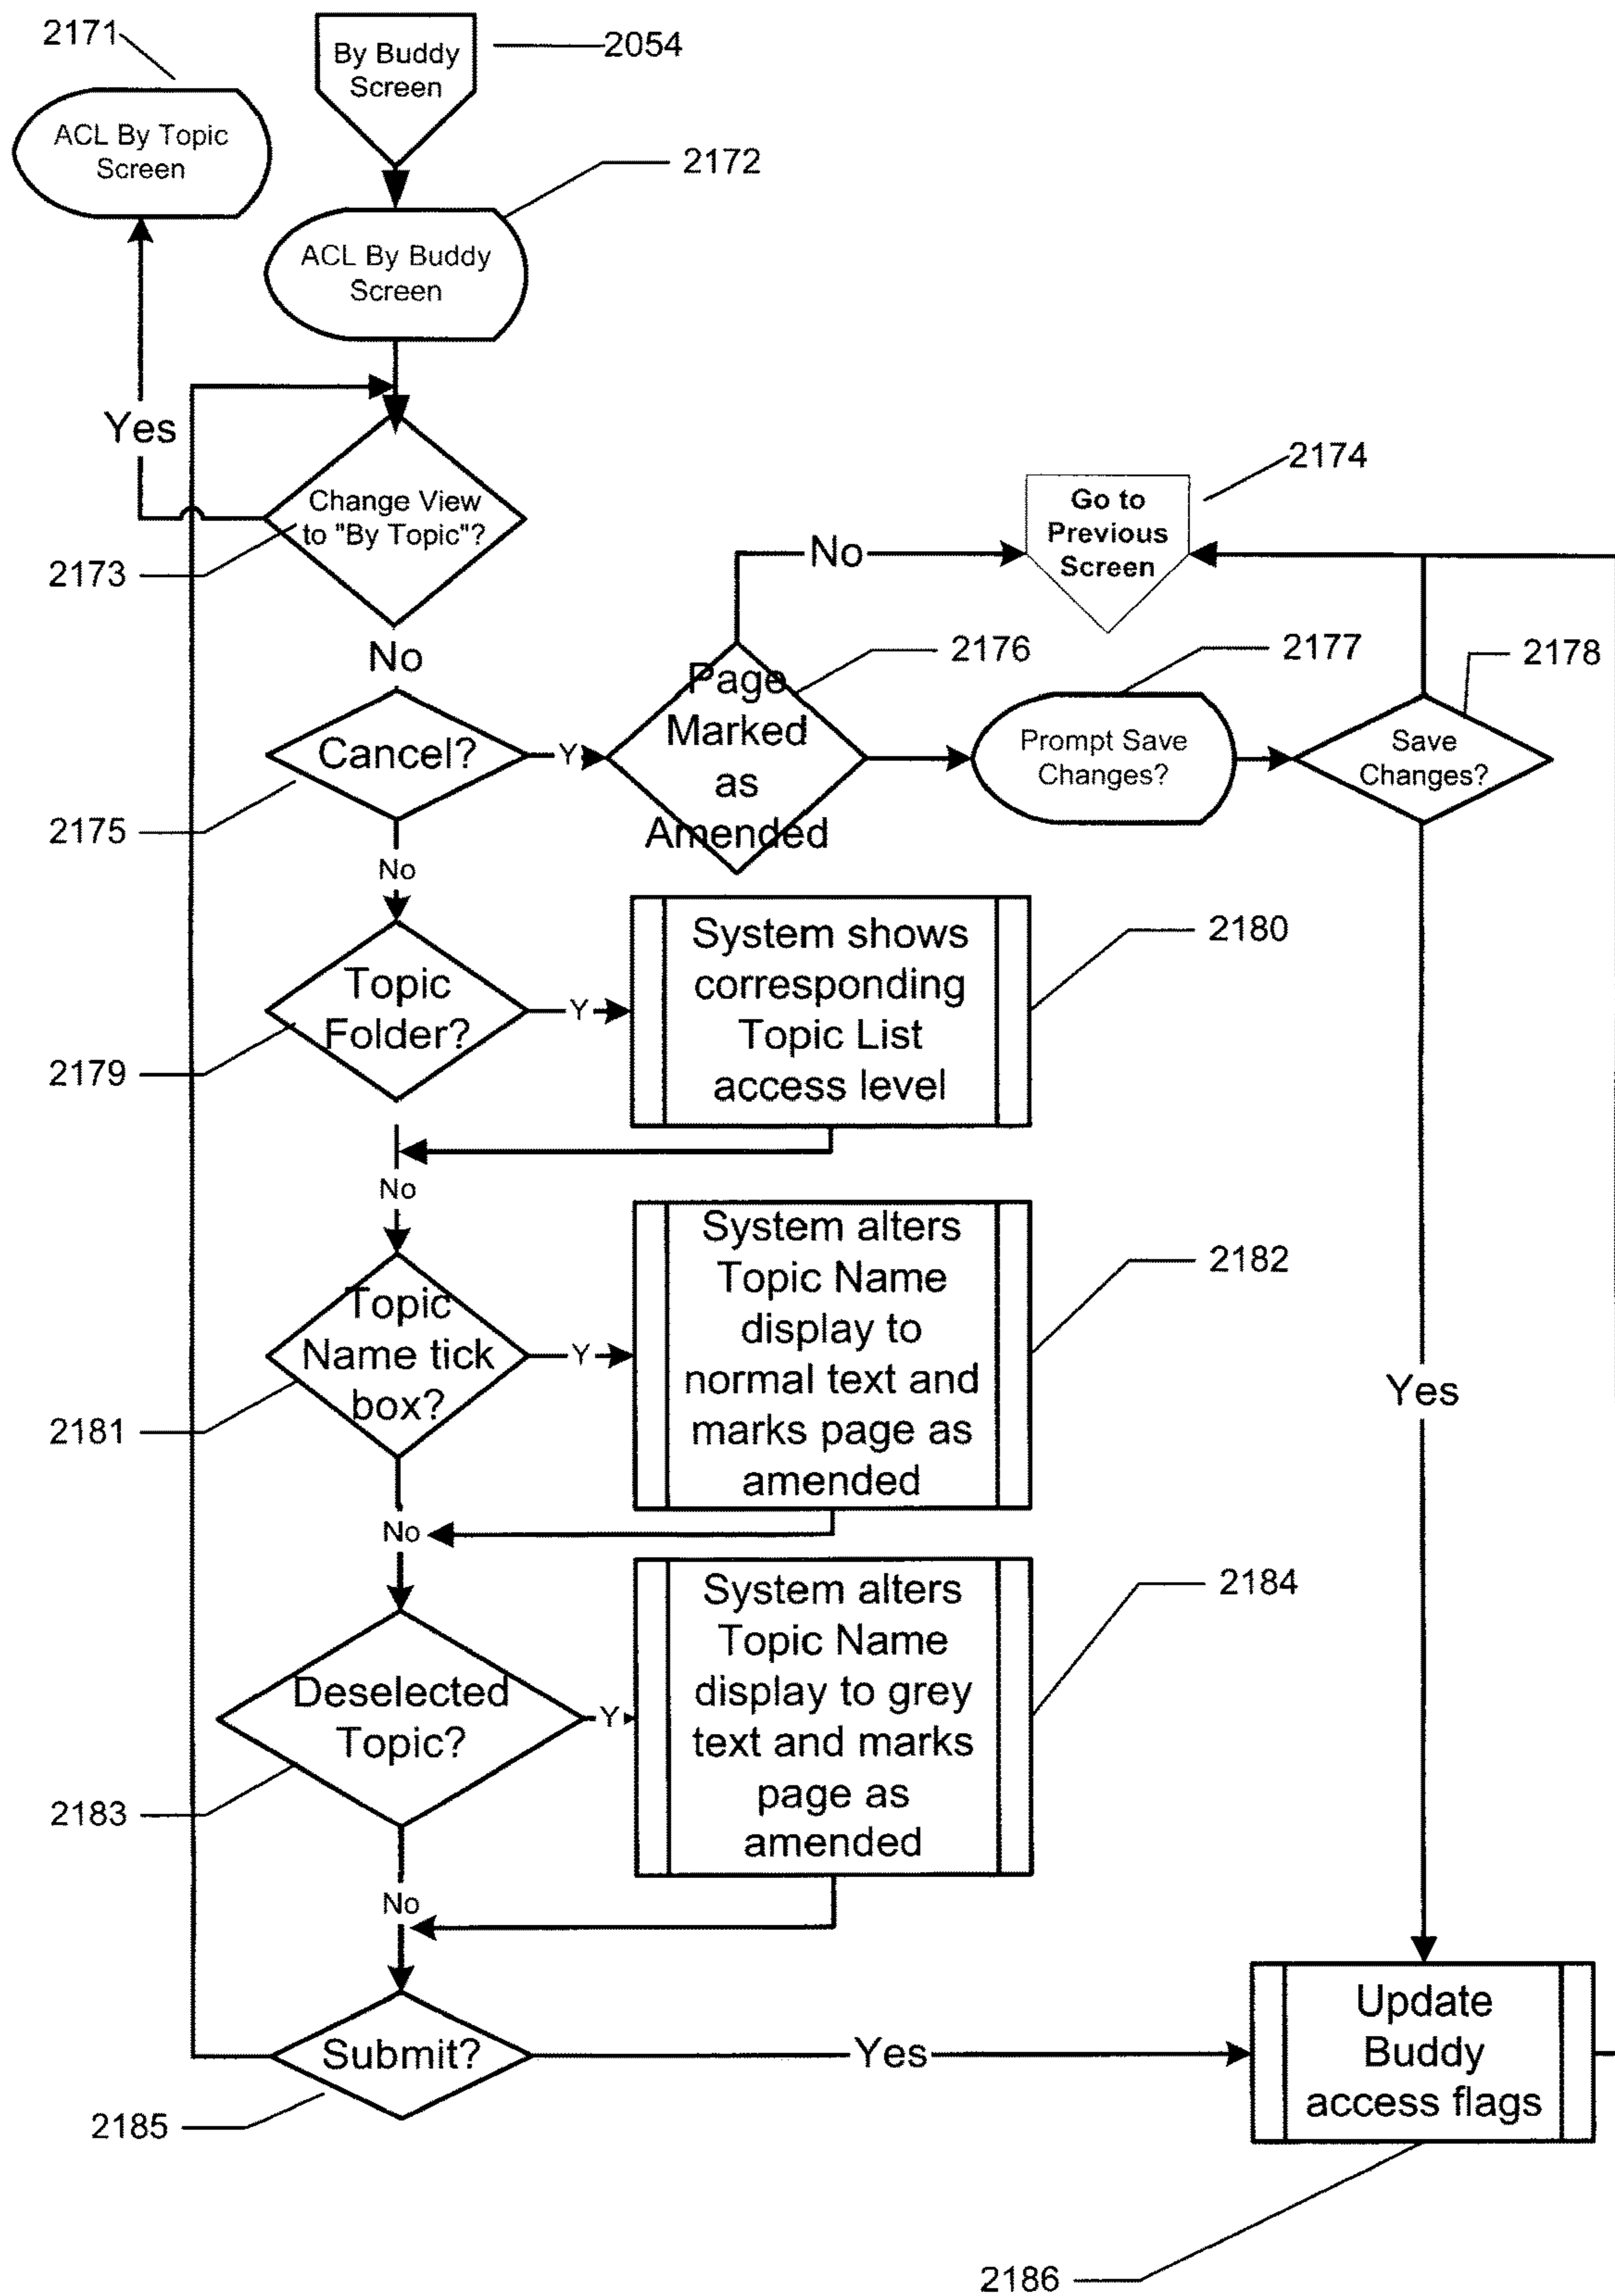 2171
By Buddy
Screen
2054
ACL By Topic
Screen
2172
ACL By Buddy
Screen
Yes
Change View
to "By Topic"?
2173
2174
Go to
Previous
Screen
No
No
2176
2177
2178
Page
Marked
as
Amended
Cancel?
Y
Prompt Save
Changes?
Save
Changes?
2175
No
System shows
corresponding
Topic List
access level
2180
Topic
Folder?
Y
2179
No
System alters
Topic Name
display to
normal text and
marks page as
amended
2182
Topic
Name tick
box?
Y
2181
Yes
No
System alters
Topic Name
display to grey
text and marks
page as
amended
2184
Deselected
Topic?
Y
2183
No
Submit?
Yes
Update
Buddy
access flags
2185
2186